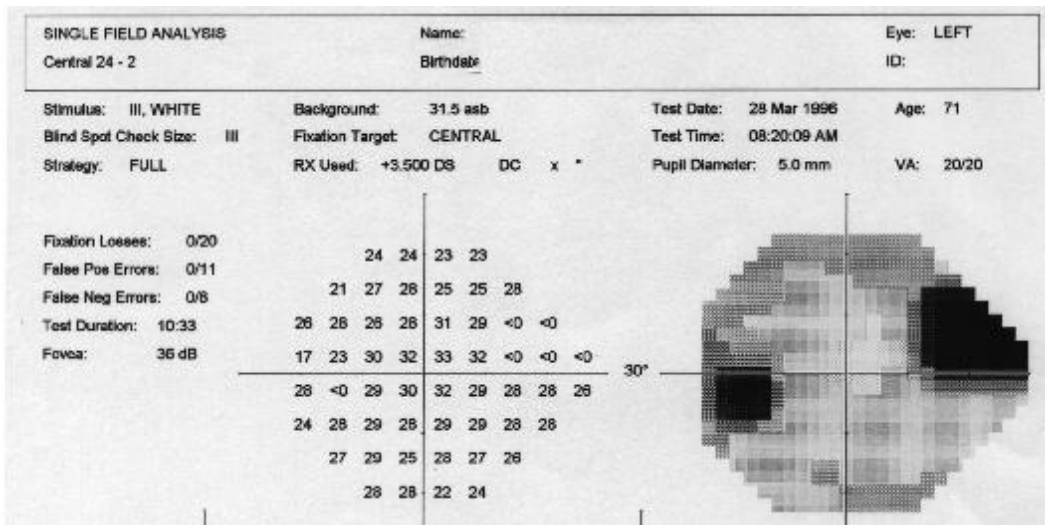 SINGLE FIELD ANALYSIS Name: Eye: LEFT
Central 24 - 2 Birthdate ID:
Stimulus: III, WHITE Background: 31.5 asb Test Date: 28 Mar 1996 Age: 71
Blind Spot Check Size: III Fixation Target: CENTRAL Test Time: 08:20:09 AM
Strategy: FULL RX Used: +3.500 DS DC x ° Pupil Diameter: 5.0 mm VA: 20/20
Fixation Losses: 0/20
False Pos Errors: 0/11
False Neg Errors: 0/8
Test Duration: 10:33
Fovea: 36 dB
24 24 23 23
21 27 28 25 25 28
26 28 26 28 31 29 <0 <0
17 23 30 32 33 32 <0 <0 <0
30°
28 <0 29 30 32 29 28 28 26
24 28 29 28 29 29 28 28
27 29 25 28 27 26
28 28 22 24